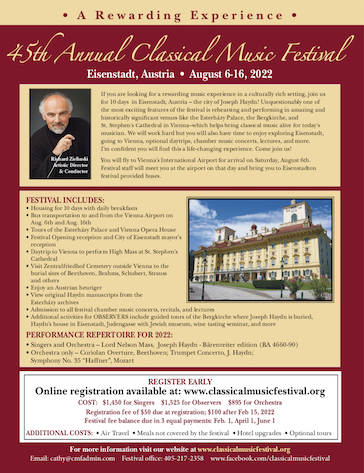 • A Rewarding Experience •
45th Annual Classical Music Festival
Eisenstadt, Austria • August 6-16, 2022
If you are looking for a rewarding music experience in a culturally rich setting, join us
for 10 days in Eisenstadt, Austria – the city of Joseph Haydn! Unquestionably one of
the most exciting features of the festival is rehearsing and performing in amazing and
historically significant venues like the Esterházy Palace, the Bergkirche, and
St. Stephen's Cathedral in Vienna–which helps bring classical music alive for today's
musician. We will work hard but you will also have time to enjoy exploring Eisenstadt,
going to Vienna, optional daytrips, chamber music concerts, lectures, and more.
I'm confident you will find this a life-changing experience. Come join us!
You will fly to Vienna's International Airport for arrival on Saturday, August 6th.
Festival staff will meet you at the airport on that day and bring you to Eisenstadton
festival provided buses.
Richard Zielinski
Artistic Director
& Conductor
FESTIVAL INCLUDES:
• Housing for 10 days with daily breakfasts
• Bus transportation to and from the Vienna Airport on
Aug. 6th and Aug. 16th
• Tours of the Esterházy Palace and Vienna Opera House
• Festival Opening reception and City of Eisenstadt mayor's
reception
• Daytrip to Vienna to perform High Mass at St. Stephen's
Cathedral
• Visit Zentralfriedhof Cemetery outside Vienna to the
burial sites of Beethoven, Brahms, Schubert, Strauss
and others
• Enjoy an Austrian heuriger
• View original Haydn manuscripts from the
Esterházy archives
• Admission to all festival chamber music concerts, recitals, and lectures
• Additional activities for OBSERVERS include guided tours of the Bergkirche where Joseph Haydn is buried,
Haydn's house in Eisenstadt, Judengasse with Jewish museum, wine tasting seminar, and more
PERFORMANCE REPERTOIRE FOR 2022:
• Singers and Orchestra – Lord Nelson Mass, Joseph Haydn - Bärenreiter edition (BA 4660-90)
• Orchestra only – Coriolan Overture, Beethoven; Trumpet Concerto, J. Haydn;
Symphony No. 35 "Haffner", Mozart
REGISTER EARLY
Online registration available at: www.classicalmusicfestival.org
COST: $1,450 for Singers $1,525 for Observers $895 for Orchestra
Registration fee of $50 due at registration; $100 after Feb 15, 2022
Festival fee balance due in 3 equal payments: Feb. 1, April 1, June 1
ADDITIONAL COSTS: • Air Travel • Meals not covered by the festival • Hotel upgrades • Optional tours
For more information visit our website at www.classicalmusicfestival.org
Email: cathy@cmfadmin.com Festival office: 405-217-2358 www.facebook.com/classicalmusicfestival